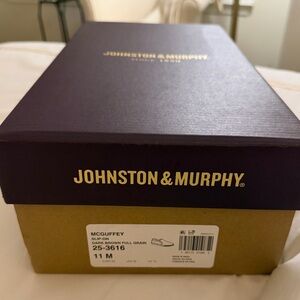 JOHNSTON & MURPHY.
SINCE 1850
JOHNSTON & MURPHY®
MCGUFFEY
SLIP-ON
DARK BROWN FULL GRAIN
25-3616
11 M